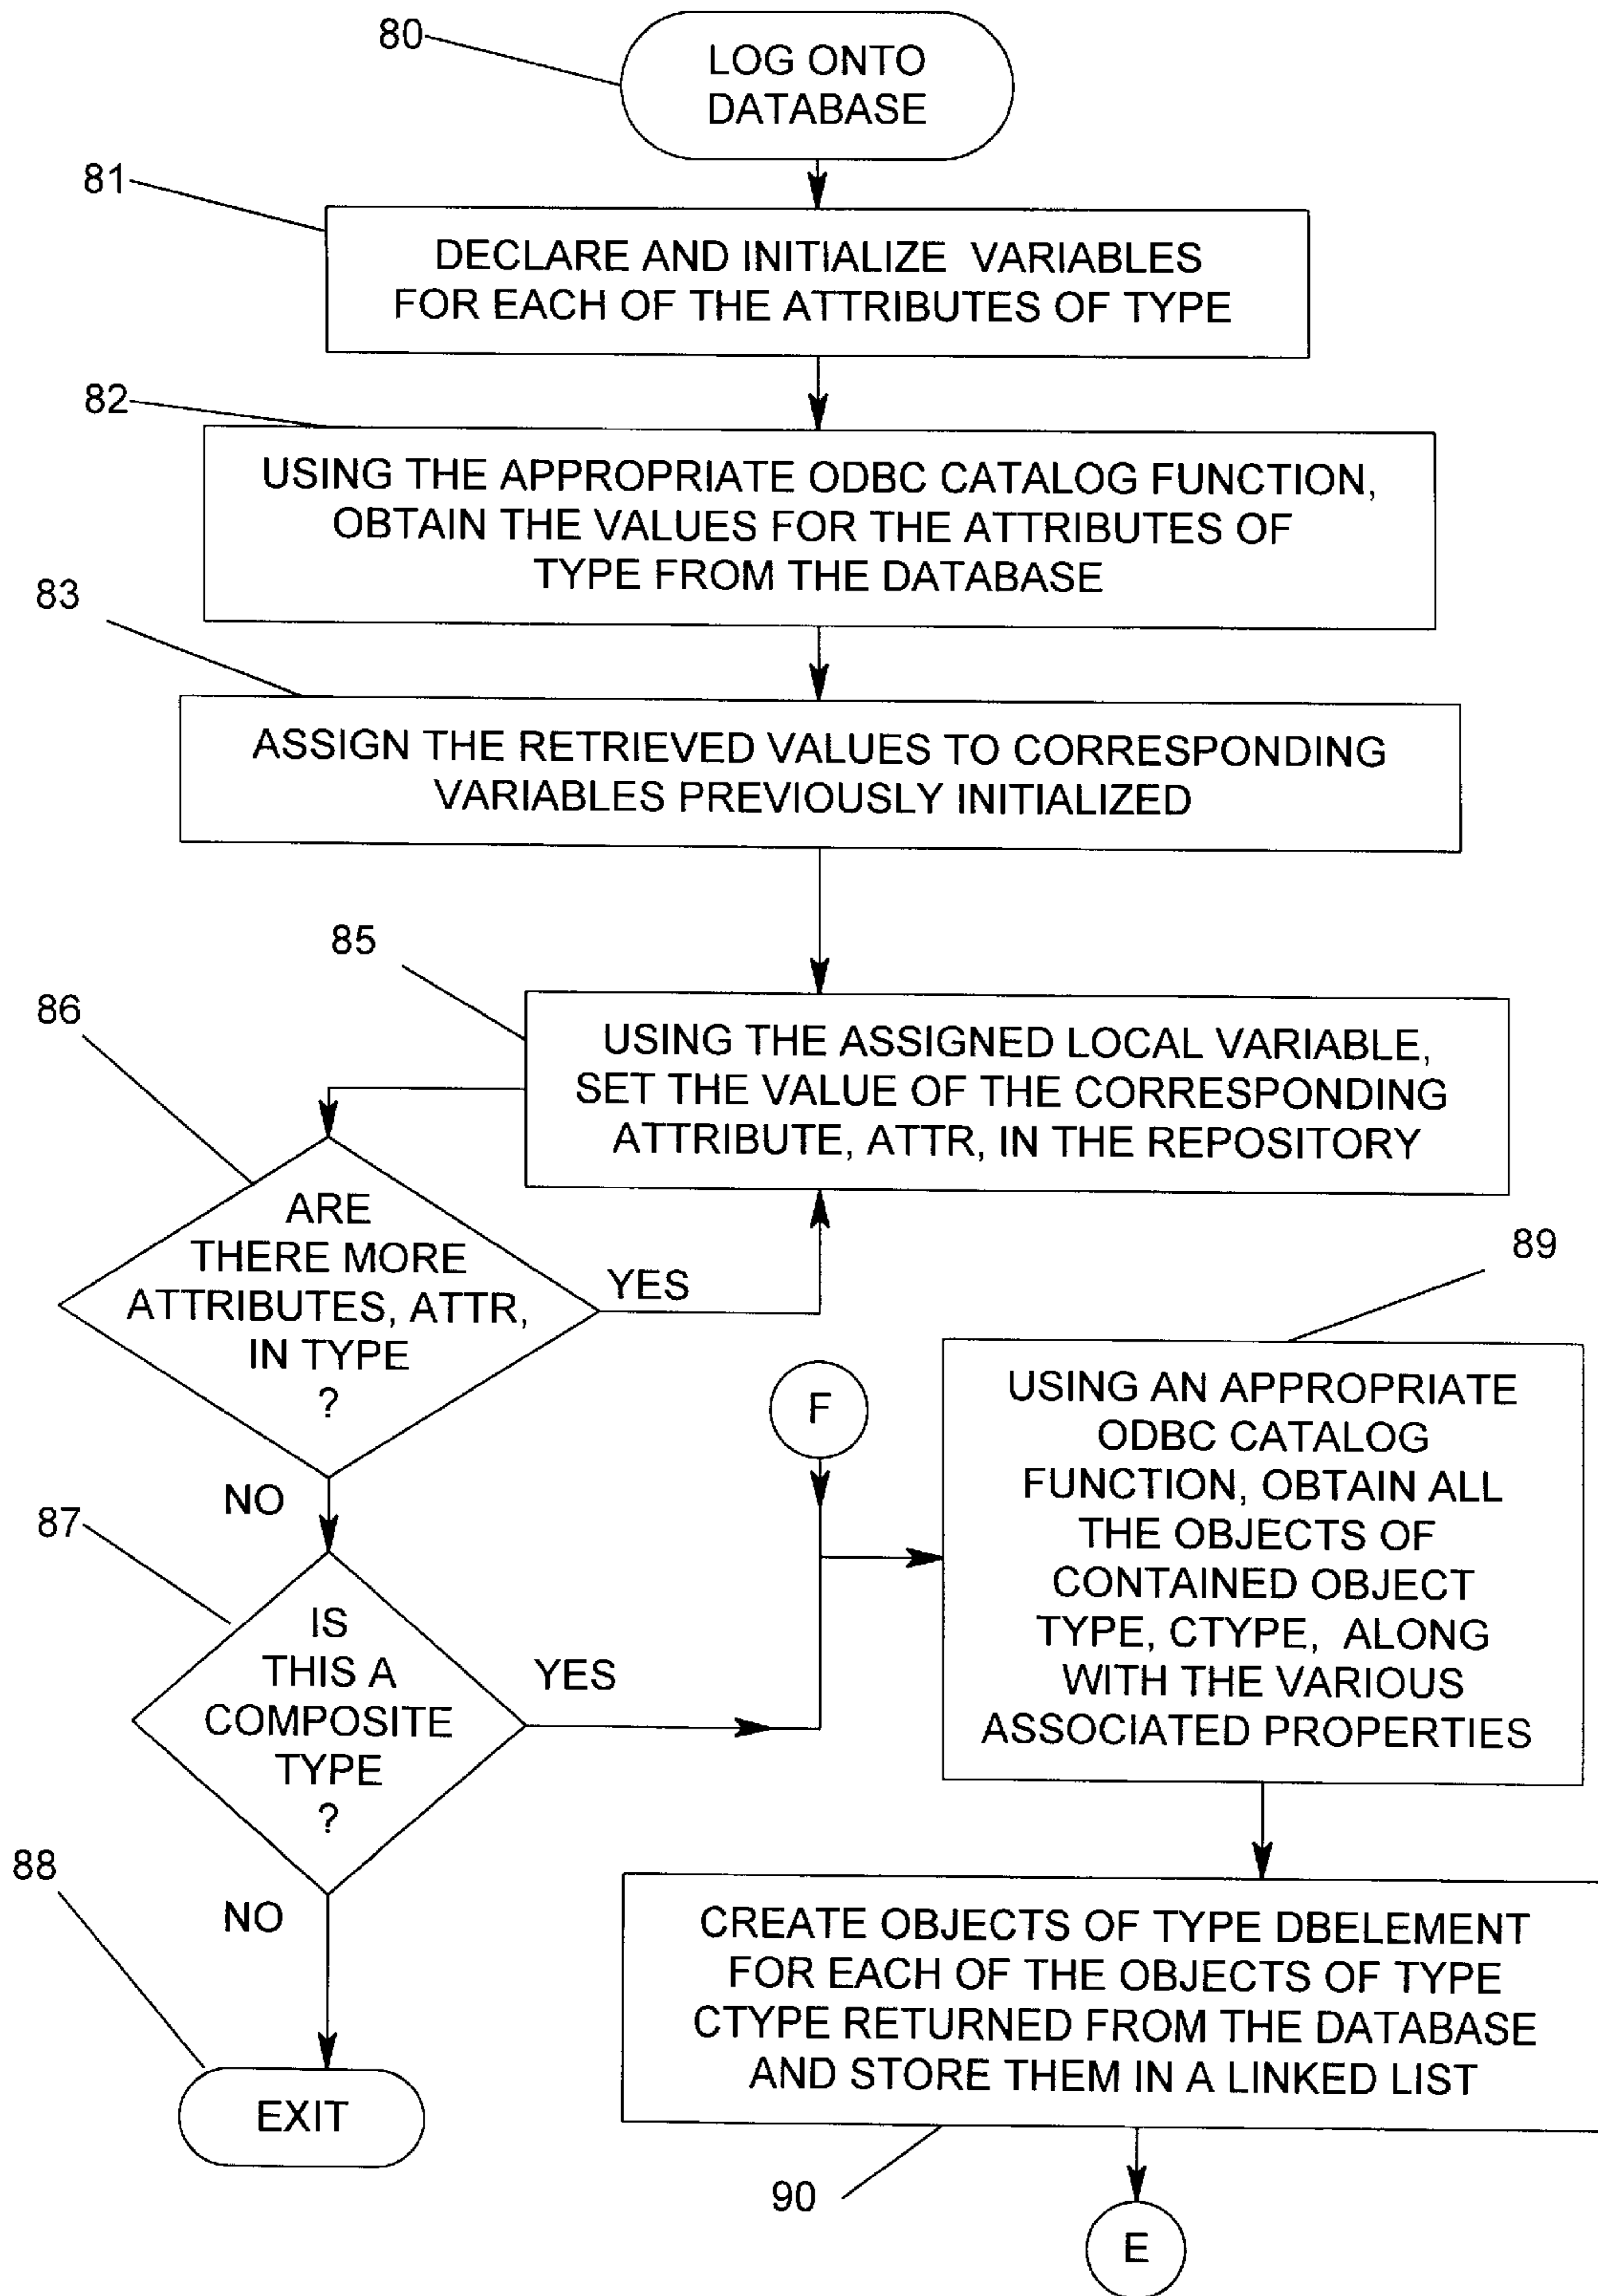 80
LOG ONTO
DATABASE
81
DECLARE AND INITIALIZE VARIABLES
FOR EACH OF THE ATTRIBUTES OF TYPE
82
USING THE APPROPRIATE ODBC CATALOG FUNCTION,
OBTAIN THE VALUES FOR THE ATTRIBUTES OF
TYPE FROM THE DATABASE
83
ASSIGN THE RETRIEVED VALUES TO CORRESPONDING
VARIABLES PREVIOUSLY INITIALIZED
85
USING THE ASSIGNED LOCAL VARIABLE,
SET THE VALUE OF THE CORRESPONDING
ATTRIBUTE, ATTR, IN THE REPOSITORY
86
ARE
THERE MORE
ATTRIBUTES, ATTR,
IN TYPE
?
YES
NO
87
IS
THIS A
COMPOSITE
TYPE
?
YES
NO
88
EXIT
F
89
USING AN APPROPRIATE
ODBC CATALOG
FUNCTION, OBTAIN ALL
THE OBJECTS OF
CONTAINED OBJECT
TYPE, CTYPE, ALONG
WITH THE VARIOUS
ASSOCIATED PROPERTIES
CREATE OBJECTS OF TYPE DBELEMENT
FOR EACH OF THE OBJECTS OF TYPE
CTYPE RETURNED FROM THE DATABASE
AND STORE THEM IN A LINKED LIST
90
E